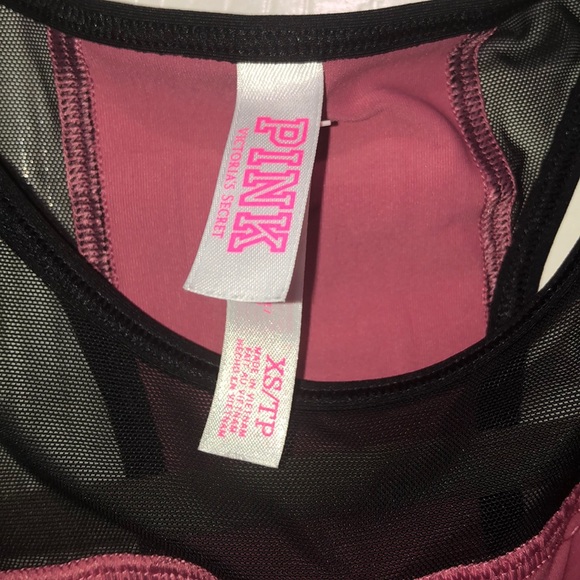 PINK
VICTORIA'S SECRET
XS/TP
MADE IN VIETNAM
FAIT AU VIETNAM
HECHO EN VIETNAM